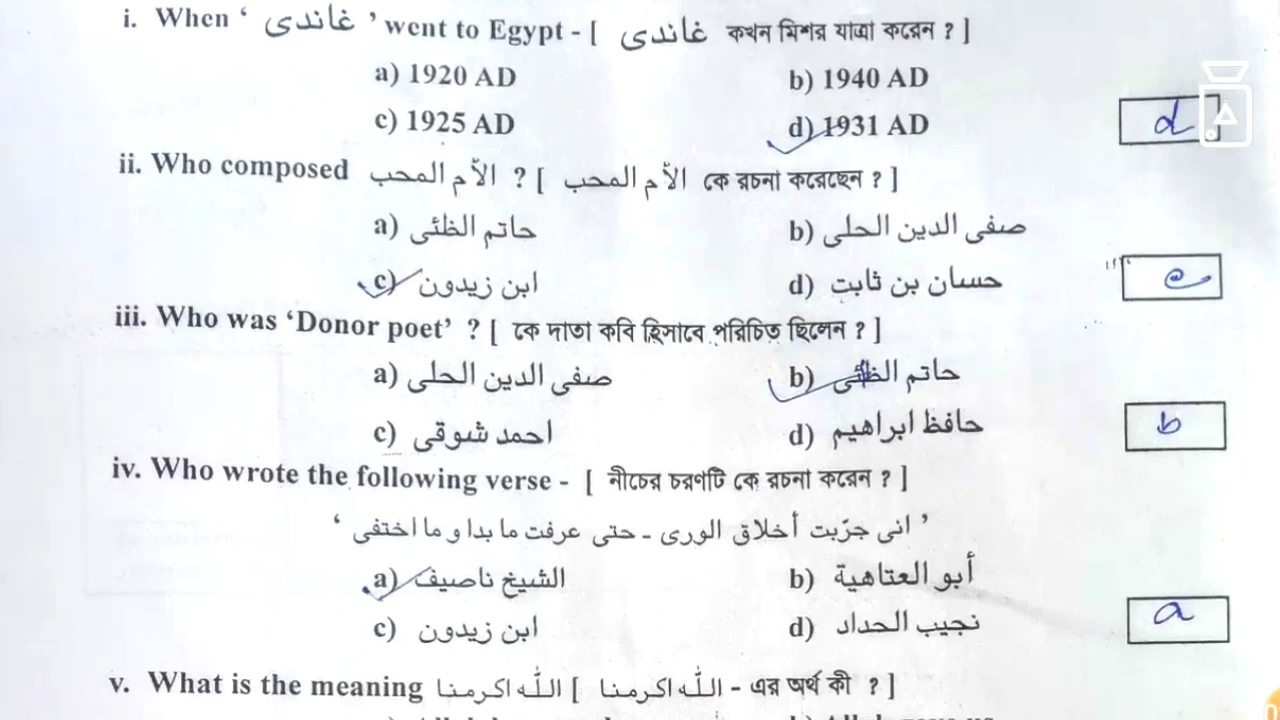 i. When ‘ غاندى ’ went to Egypt - [ غاندى কখন মিশর যাত্রা করেন ? ]
a) 1920 AD b) 1940 AD
c) 1925 AD d) 1931 AD d
ii. Who composed الأم المحب ? [ الأم المحب কে রচনা করেছেন ? ]
a) حاتم الظئى b) صفى الدين الحلى
c) ابن زيدون d) حسان بن ثابت c
iii. Who was ‘Donor poet’ ? [ কে দাতা কবি হিসাবে পরিচিত ছিলেন ? ]
a) صفى الدين الحلى b) حاتم الظئى
c) احمد شوقى d) حافظ ابراهيم b
iv. Who wrote the following verse - [ নীচের চরণটি কে রচনা করেন ? ]
‘ انى جرّبت أخلاق الورى - حتى عرفت ما بدا و ما اختفى ’
a) الشيخ ناصيف b) أبو العتاهية
c) ابن زيدون d) نجيب الحداد a
v. What is the meaning الله اكرمنا [ الله اكرمنا - এর অর্থ কী ? ]